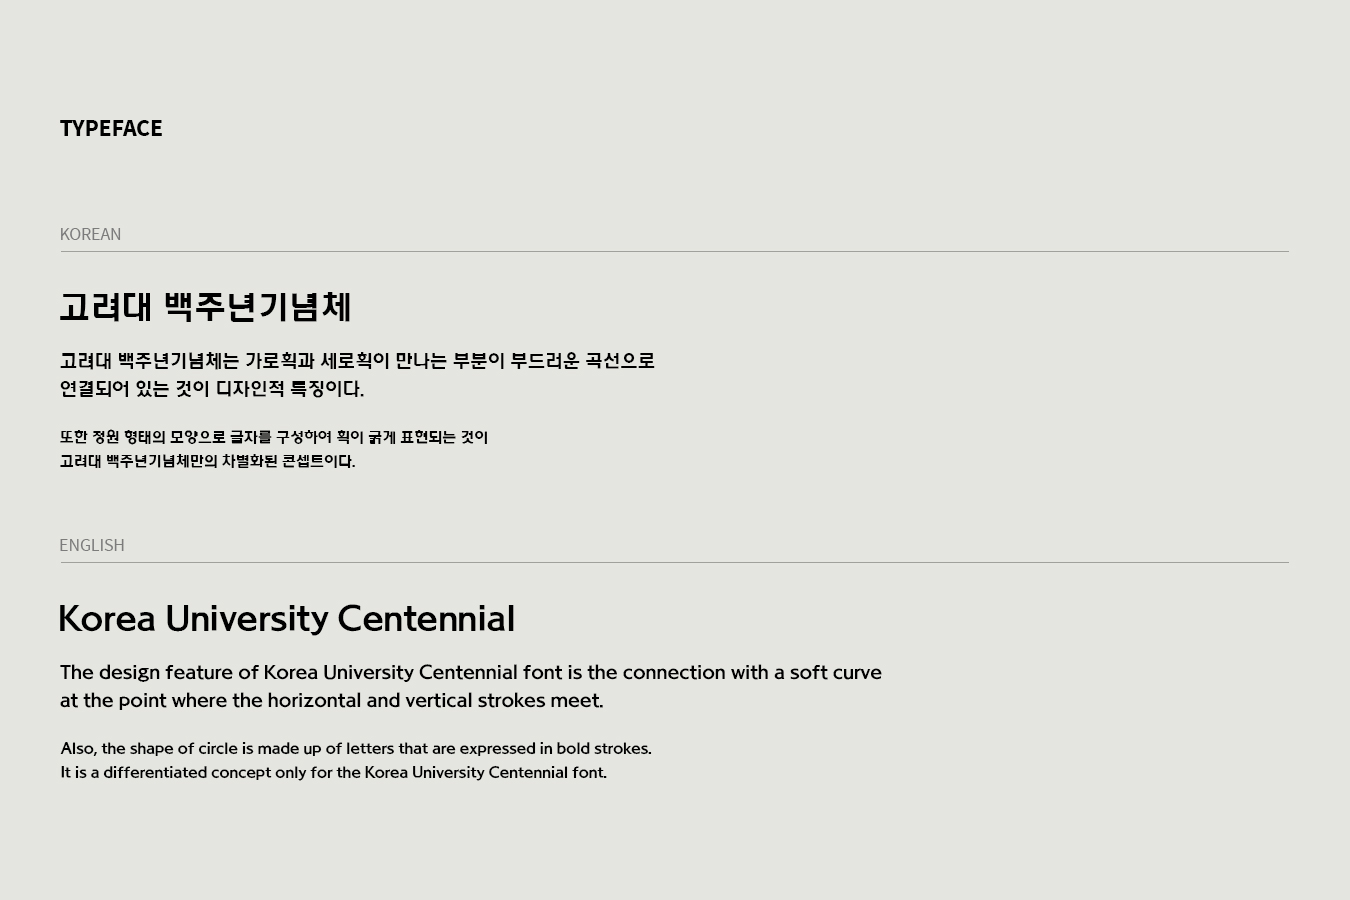 TYPEFACE
KOREAN
고려대 백주년기념체
고려대 백주년기념체는 가로획과 세로획이 만나는 부분이 부드러운 곡선으로
연결되어 있는 것이 디자인적 특징이다.
또한 정원 형태의 모양으로 글자를 구성하여 획이 굵게 표현되는 것이
고려대 백주년기념체만의 차별화된 콘셉트이다.
ENGLISH
Korea University Centennial
The design feature of Korea University Centennial font is the connection with a soft curve
at the point where the horizontal and vertical strokes meet.
Also, the shape of circle is made up of letters that are expressed in bold strokes.
It is a differentiated concept only for the Korea University Centennial font.